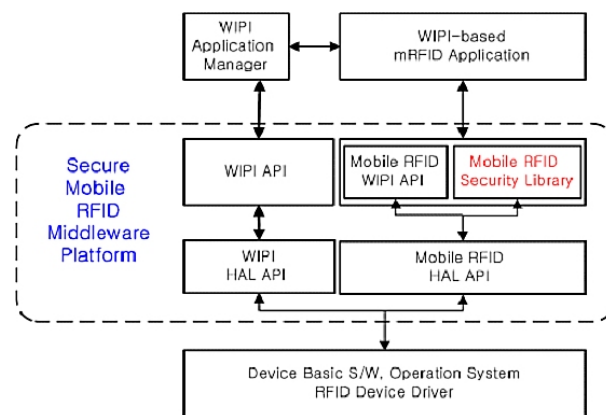 WIPI
Application
Manager
WIPI-based
mRFID Application
Secure
Mobile
RFID
Middleware
Platform
WIPI API
Mobile RFID
WIPI API
Mobile RFID
Security Library
WIPI
HAL API
Mobile RFID
HAL API
Device Basic S/W, Operation System
RFID Device Driver